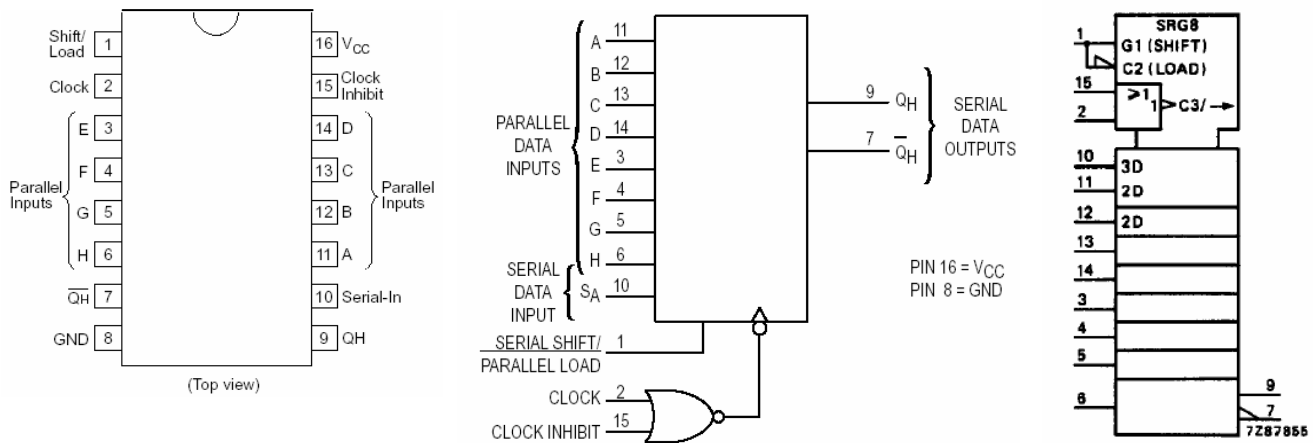 Shift/
Load
1
16
VCC
Clock
2
15
Clock
Inhibit
E
3
14
D
F
4
13
C
Parallel
Inputs
Parallel
Inputs
G
5
12
B
H
6
11
A
Q̅H̅
7
10
Serial-In
GND
8
9
QH
(Top view)
PARALLEL
DATA
INPUTS
A
11
B
12
C
13
D
14
E
3
F
4
G
5
H
6
SERIAL
DATA
INPUT
SA
10
SERIAL SHIFT/
PARALLEL LOAD
1
CLOCK
2
CLOCK INHIBIT
15
9
QH
7
Q̅H
SERIAL
DATA
OUTPUTS
PIN 16 = VCC
PIN 8 = GND
SRG8
1
G1 (SHIFT)
C2 (LOAD)
15
≥1
1
C3/→
2
10
3D
11
2D
12
2D
13
14
3
4
5
6
9
7
7Z87855